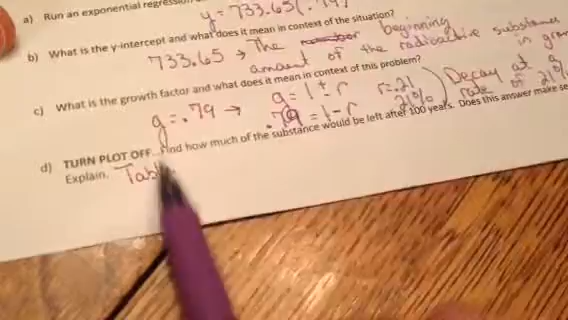 a) Run an exponential regression
y = 733.65(.79)
b) What is the y-intercept and what does it mean in context of the situation?
733.65 → The beginning
amount of the radioactive substance
in gram
c) What is the growth factor and what does it mean in context of this problem?
g = .79 → g = 1 ± r r = .21 Decay at a
.79 = 1 - r 21% rate of 21%
d) TURN PLOT OFF...Find how much of the substance would be left after 100 years. Does this answer make se
Explain. Tabl